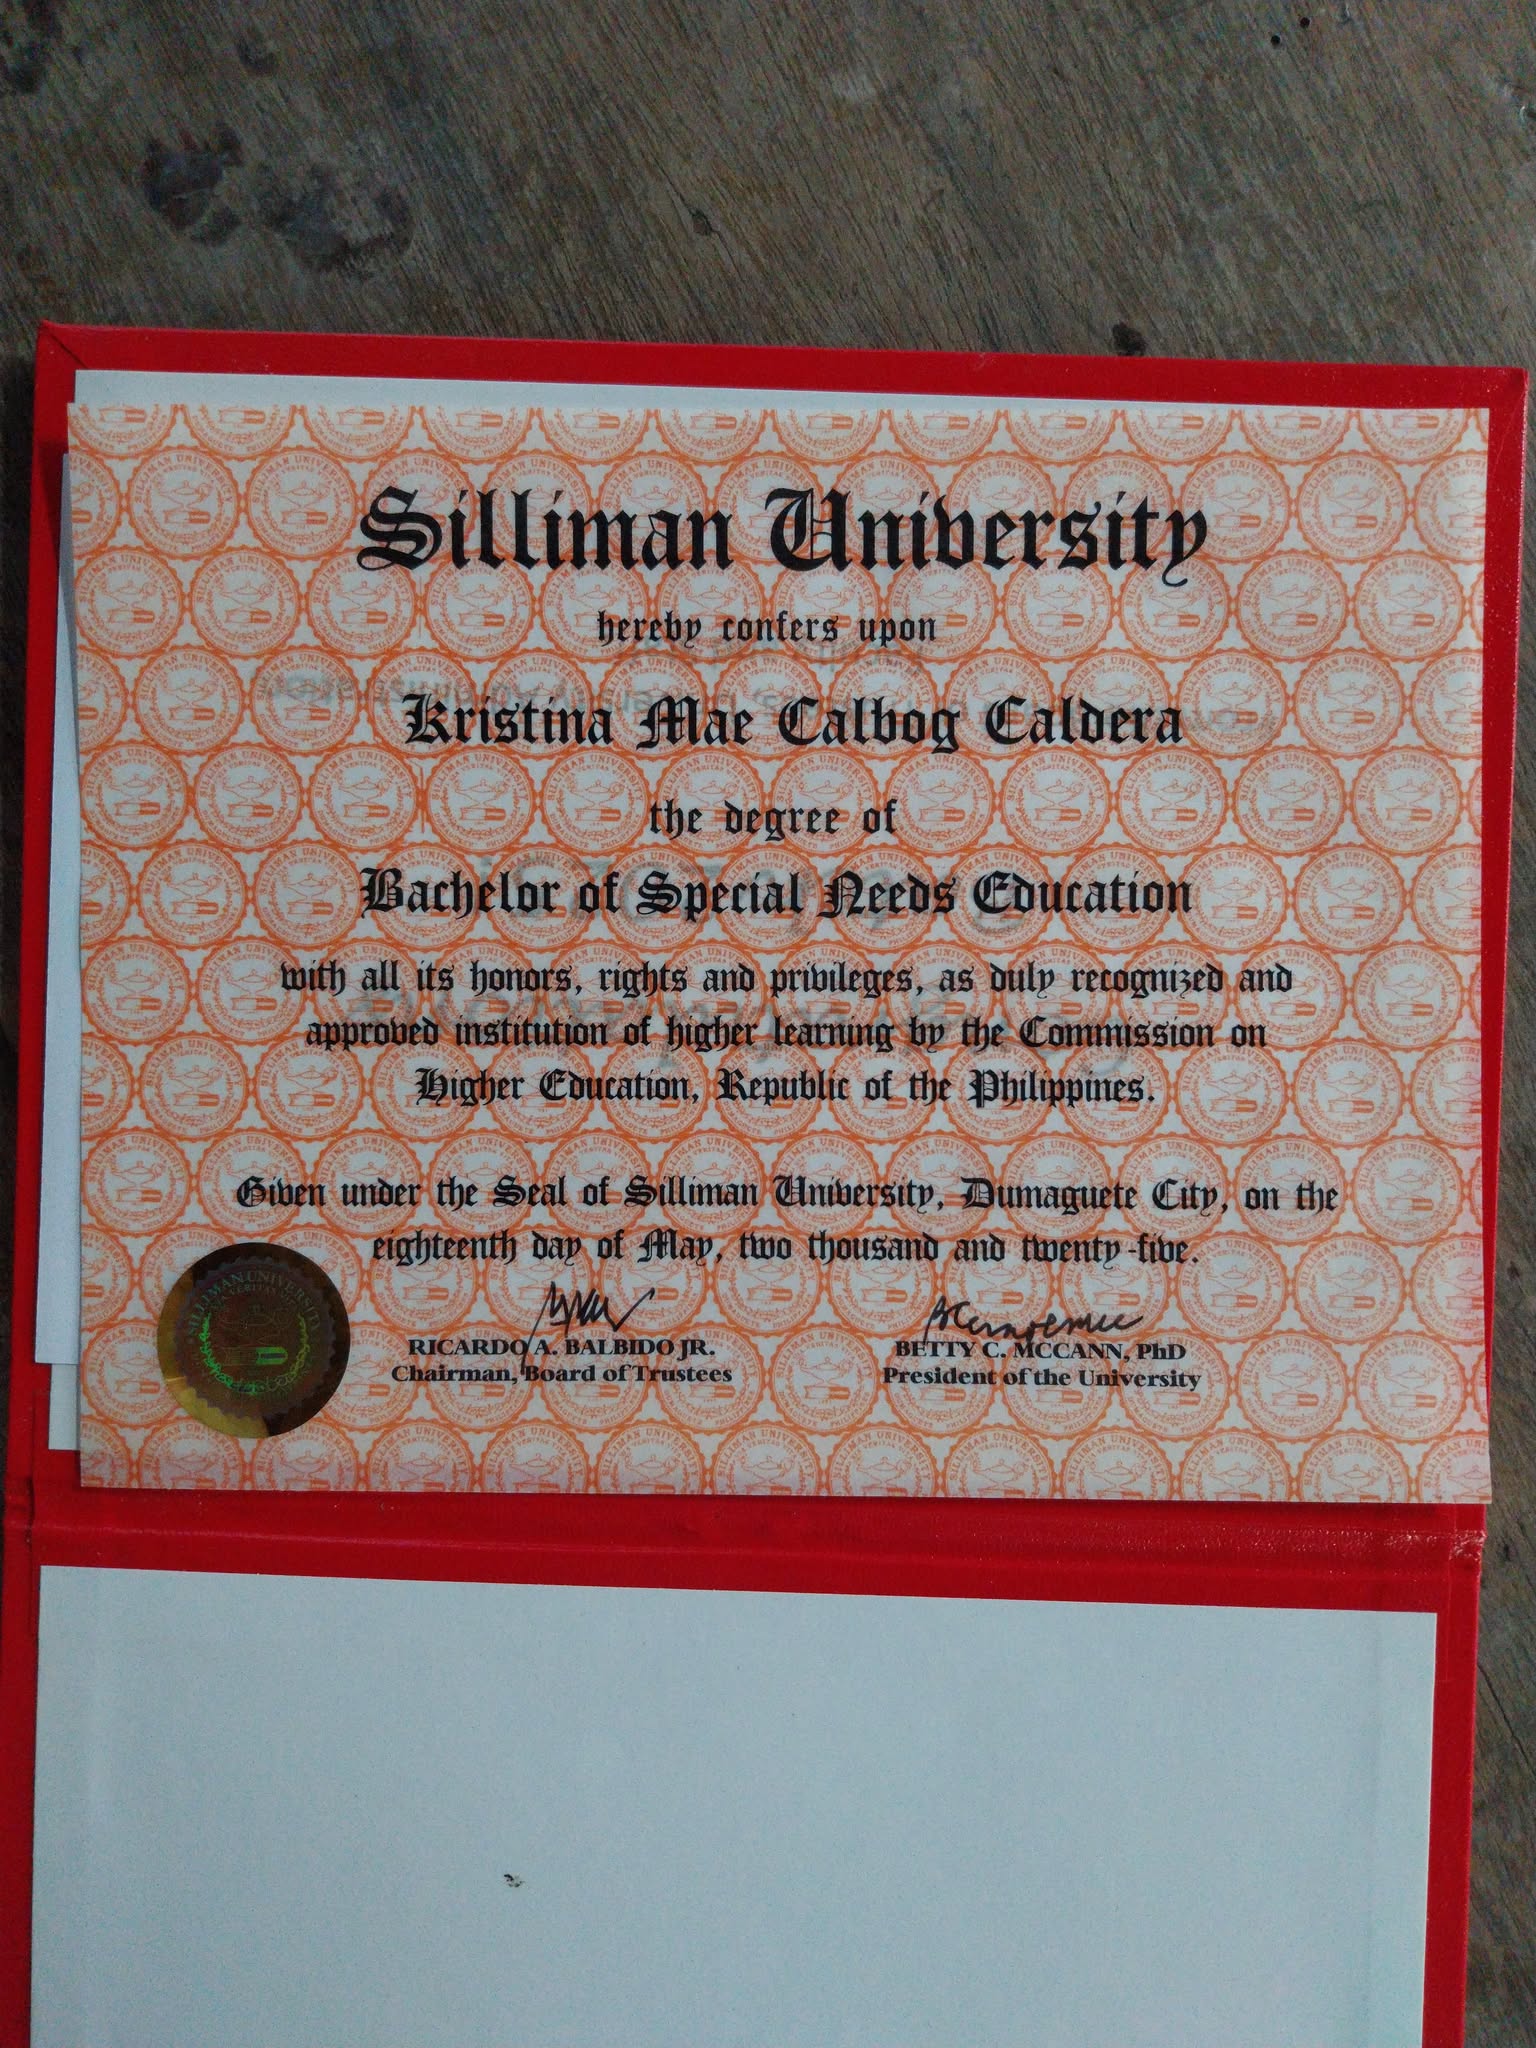 Silliman University
hereby confers upon
Kristina Mae Calbog Caldera
the degree of
Bachelor of Special Needs Education
with all its honors, rights and privileges, as duly recognized and
approved institution of higher learning by the Commission on
Higher Education, Republic of the Philippines.
Given under the Seal of Silliman University, Dumaguete City, on the
eighteenth day of May, two thousand and twenty-five.
RICARDO A. BALBIDO JR.
Chairman, Board of Trustees
BETTY C. MCCANN, PhD
President of the University
SILLIMAN UNIVERSITY